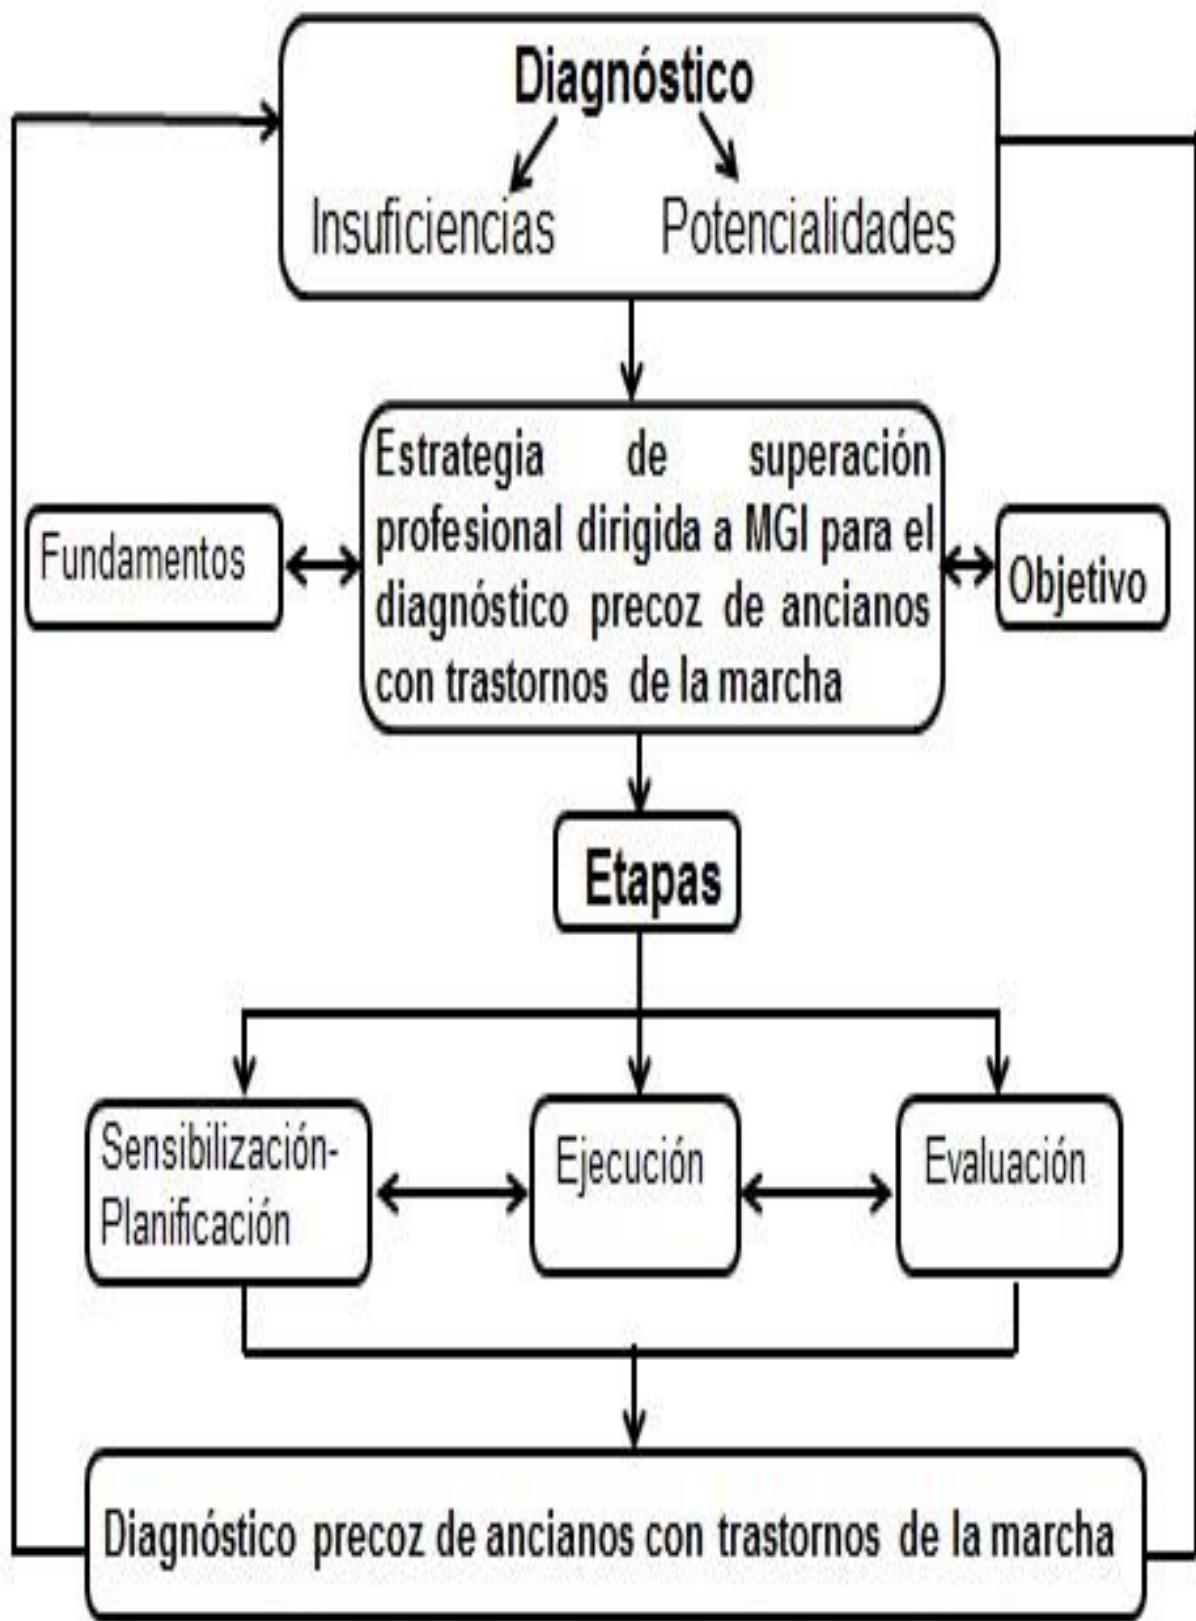 Diagnóstico
Insuficiencias
Potencialidades
Estrategia de superación
profesional dirigida a MGI para el
diagnóstico precoz de ancianos
con trastornos de la marcha
Fundamentos
Objetivo
Etapas
Sensibilización-
Planificación
Ejecución
Evaluación
Diagnóstico precoz de ancianos con trastornos de la marcha